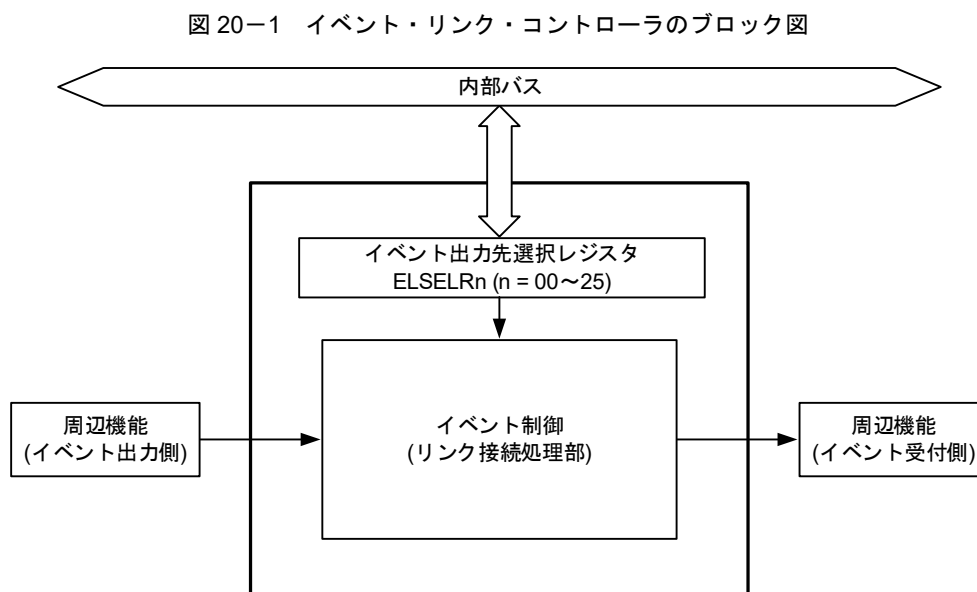 図 20－1　イベント・リンク・コントローラのブロック図
内部バス
イベント出力先選択レジスタ
ELSELRn (n = 00～25)
イベント制御
(リンク接続処理部)
周辺機能
(イベント出力側)
周辺機能
(イベント受付側)